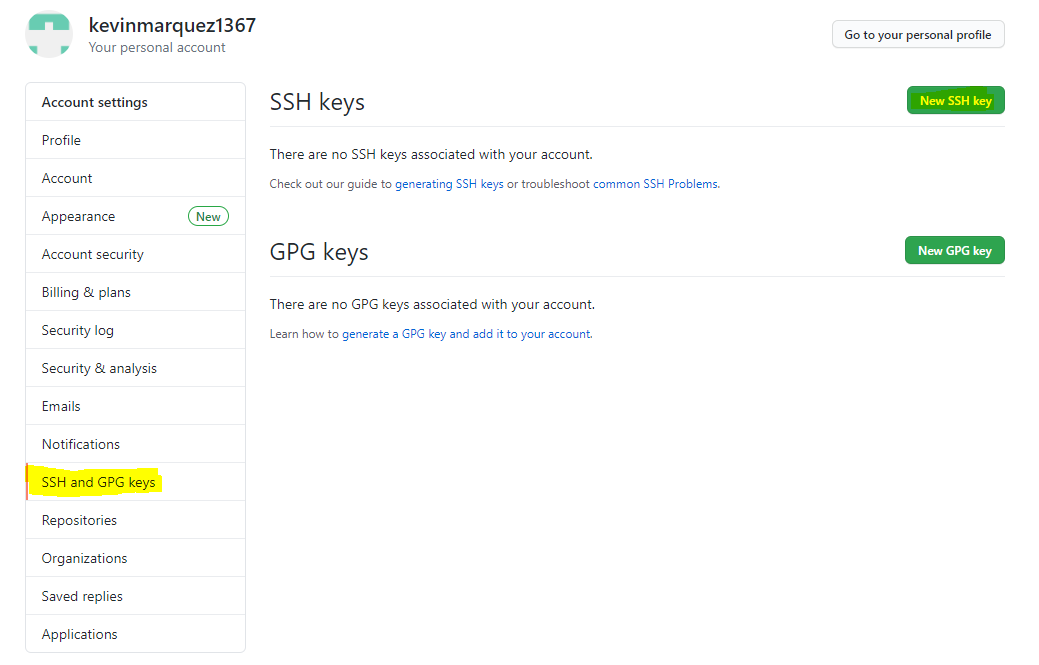 kevinmarquez1367
Your personal account
Go to your personal profile
Account settings
Profile
Account
Appearance New
Account security
Billing & plans
Security log
Security & analysis
Emails
Notifications
SSH and GPG keys
Repositories
Organizations
Saved replies
Applications
SSH keys
New SSH key
There are no SSH keys associated with your account.
Check out our guide to generating SSH keys or troubleshoot common SSH Problems.
GPG keys
New GPG key
There are no GPG keys associated with your account.
Learn how to generate a GPG key and add it to your account.